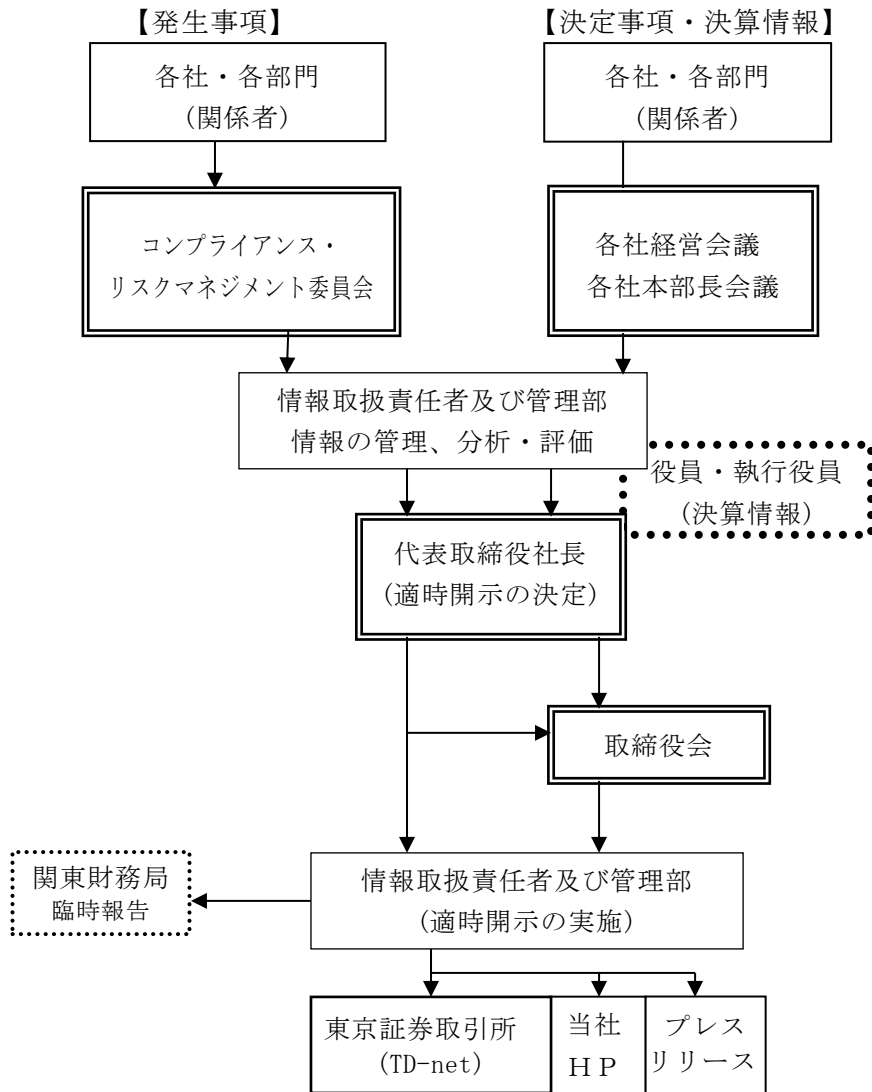 【発生事項】
【決定事項・決算情報】
各社・各部門
(関係者)
各社・各部門
(関係者)
コンプライアンス・
リスクマネジメント委員会
各社経営会議
各社本部長会議
情報取扱責任者及び管理部
情報の管理、分析・評価
役員・執行役員
(決算情報)
代表取締役社長
(適時開示の決定)
取締役会
関東財務局
臨時報告
情報取扱責任者及び管理部
(適時開示の実施)
東京証券取引所
(TD-net)
当社
ＨＰ
プレス
リリース